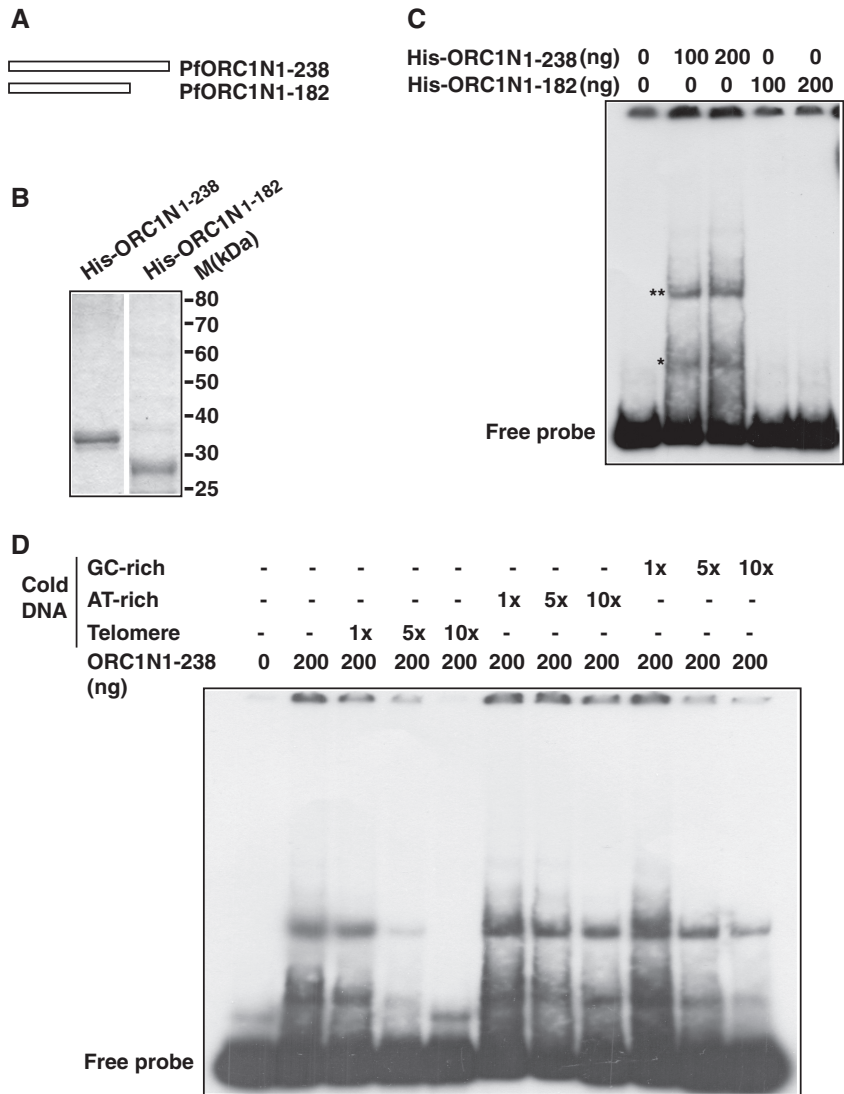 A
PfORC1N1-238
PfORC1N1-182
B
His-ORC1N1-238
His-ORC1N1-182
M(kDa)
-80
-70
-60
-50
-40
-30
-25
C
His-ORC1N1-238(ng) 0 100 200 0 0
His-ORC1N1-182(ng) 0 0 0 100 200
**
*
Free probe
D
Cold DNA
GC-rich - - - - - - - - 1x 5x 10x
AT-rich - - - - - 1x 5x 10x - - -
Telomere - - 1x 5x 10x - - - - - -
ORC1N1-238 0 200 200 200 200 200 200 200 200 200 200
(ng)
Free probe